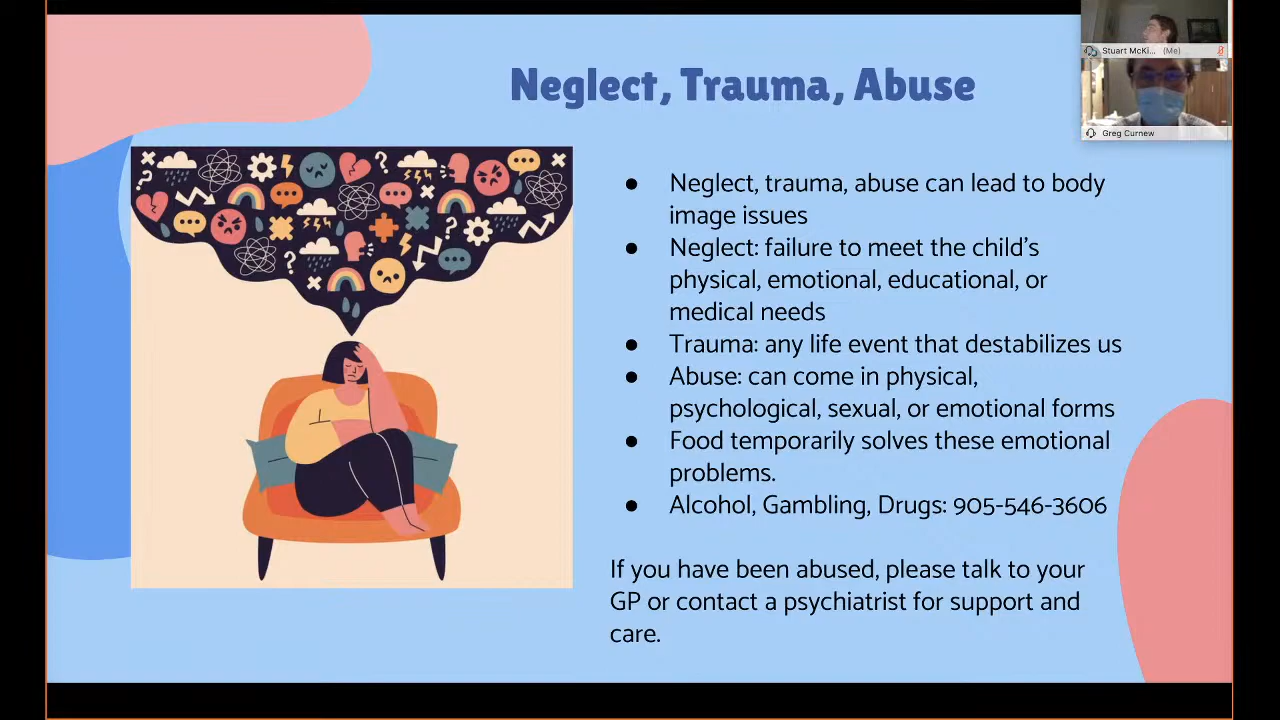 Neglect, Trauma, Abuse
Stuart McKi... (Me)
Greg Curnew
● Neglect, trauma, abuse can lead to body
image issues
● Neglect: failure to meet the child's
physical, emotional, educational, or
medical needs
● Trauma: any life event that destabilizes us
● Abuse: can come in physical,
psychological, sexual, or emotional forms
● Food temporarily solves these emotional
problems.
● Alcohol, Gambling, Drugs: 905-546-3606
If you have been abused, please talk to your
GP or contact a psychiatrist for support and
care.